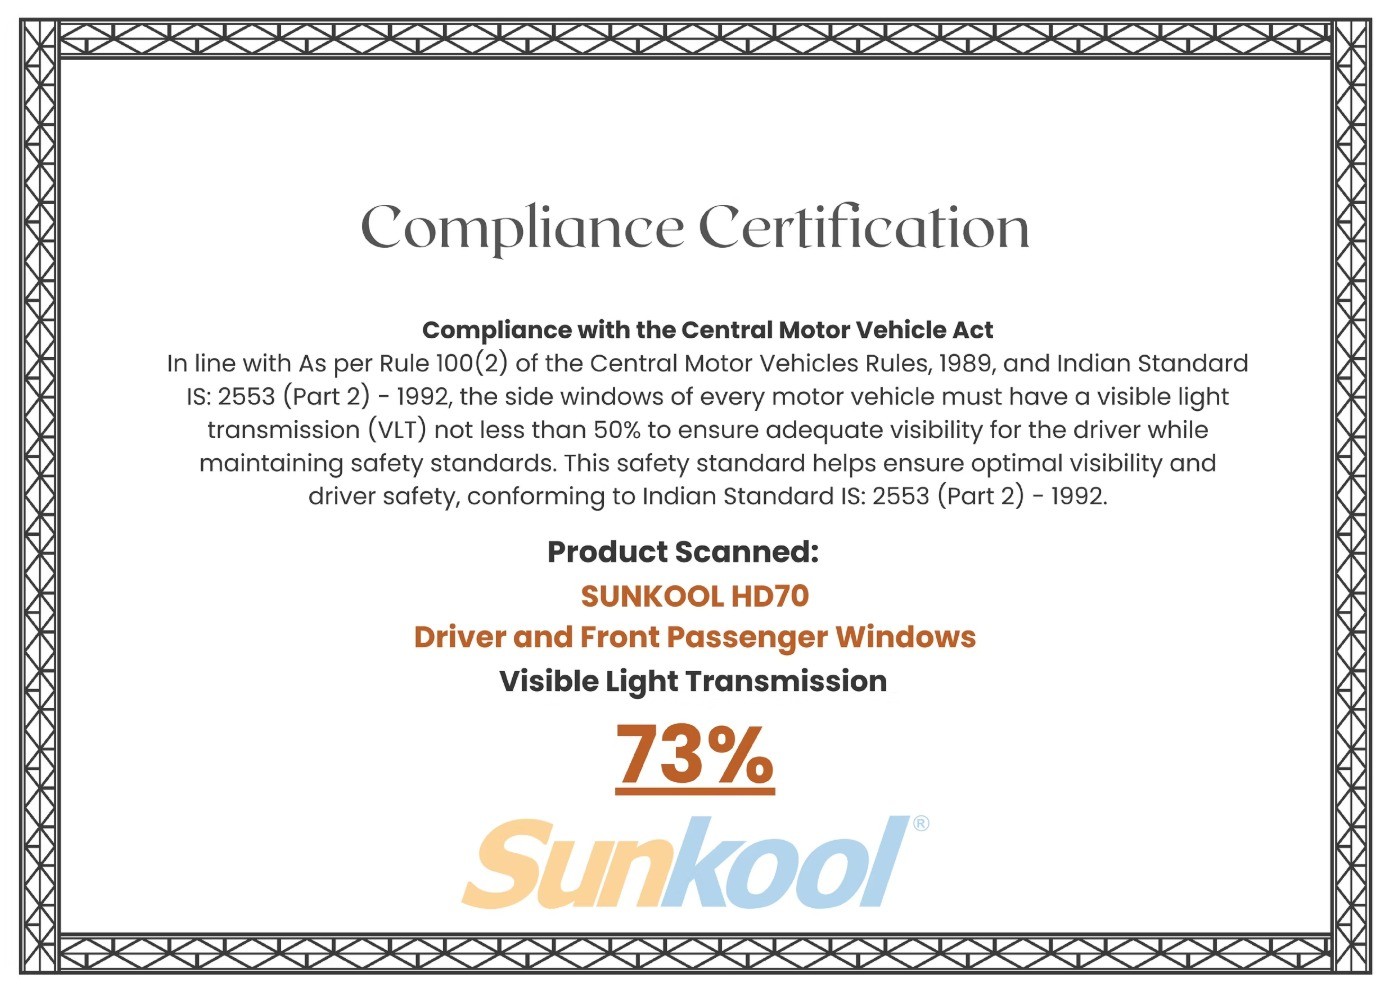 Compliance Certification
Compliance with the Central Motor Vehicle Act
In line with As per Rule 100(2) of the Central Motor Vehicles Rules, 1989, and Indian Standard
IS: 2553 (Part 2) - 1992, the side windows of every motor vehicle must have a visible light
transmission (VLT) not less than 50% to ensure adequate visibility for the driver while
maintaining safety standards. This safety standard helps ensure optimal visibility and
driver safety, conforming to Indian Standard IS: 2553 (Part 2) - 1992.
Product Scanned:
SUNKOOL HD70
Driver and Front Passenger Windows
Visible Light Transmission
73%
Sunkool®